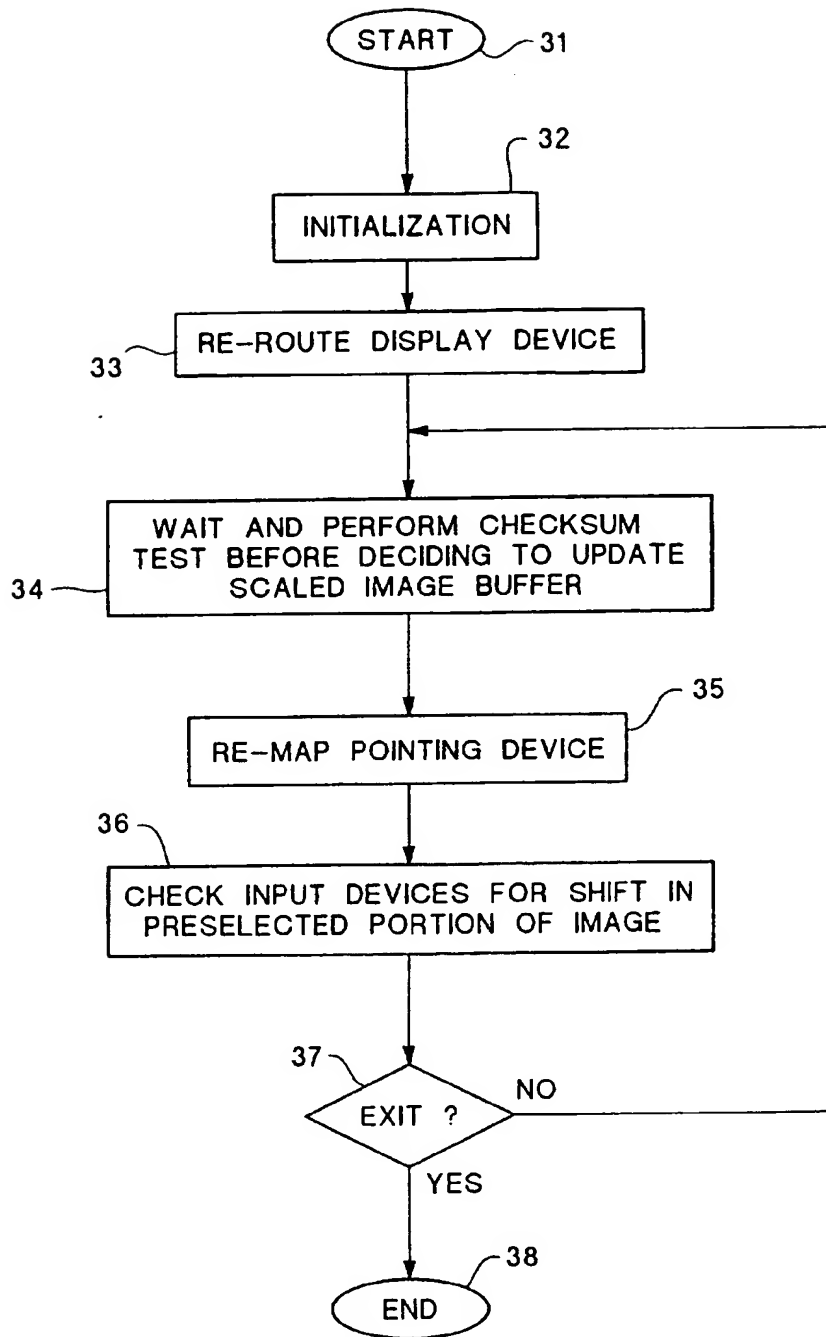 START
31
32
INITIALIZATION
RE-ROUTE DISPLAY DEVICE
33
WAIT AND PERFORM CHECKSUM
TEST BEFORE DECIDING TO UPDATE
SCALED IMAGE BUFFER
34
35
RE-MAP POINTING DEVICE
36
CHECK INPUT DEVICES FOR SHIFT IN
PRESELECTED PORTION OF IMAGE
37
NO
EXIT ?
YES
38
END